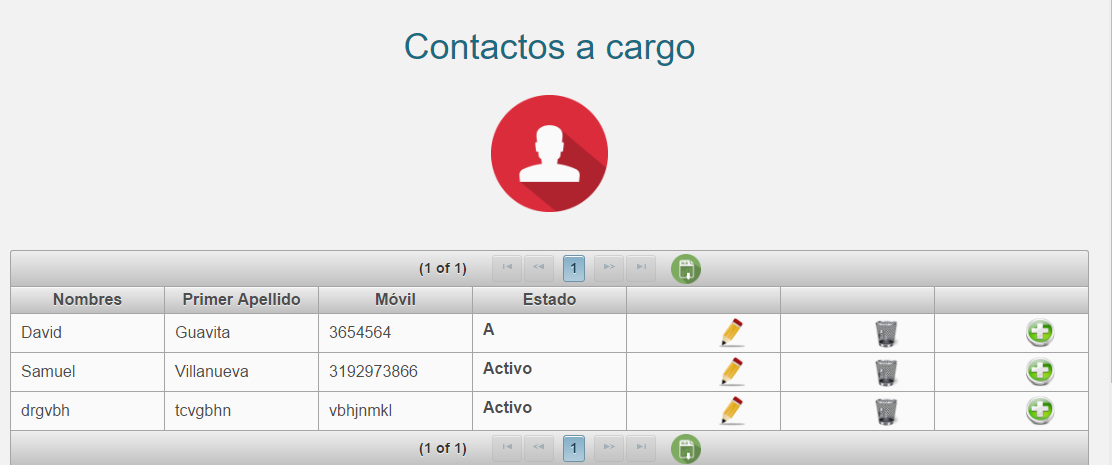 Contactos a cargo
(1 of 1) 1
Nombres Primer Apellido Móvil Estado
David Guavita 3654564 A
Samuel Villanueva 3192973866 Activo
drgvbh tcvgbhn vbhjnmkl Activo
(1 of 1) 1